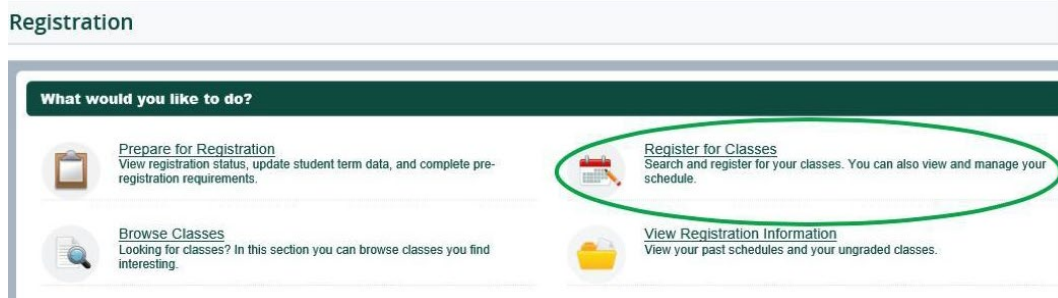 Registration
What would you like to do?
Prepare for Registration
View registration status, update student term data, and complete pre-
registration requirements.
Register for Classes
Search and register for your classes. You can also view and manage your
schedule.
Browse Classes
Looking for classes? In this section you can browse classes you find
interesting.
View Registration Information
View your past schedules and your ungraded classes.